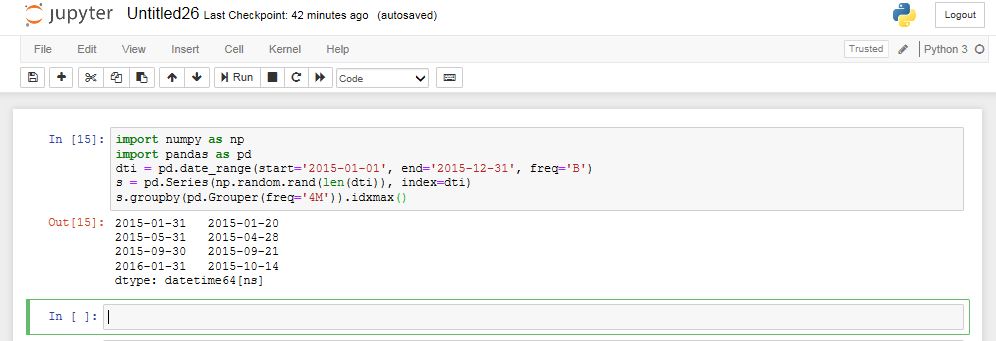 jupyter Untitled26 Last Checkpoint: 42 minutes ago (autosaved)
Logout
File Edit View Insert Cell Kernel Help
Trusted Python 3
Run Code
In [15]: import numpy as np
import pandas as pd
dti = pd.date_range(start='2015-01-01', end='2015-12-31', freq='B')
s = pd.Series(np.random.rand(len(dti)), index=dti)
s.groupby(pd.Grouper(freq='4M')).idxmax()
Out[15]: 2015-01-31 2015-01-20
2015-05-31 2015-04-28
2015-09-30 2015-09-21
2016-01-31 2015-10-14
dtype: datetime64[ns]
In [ ]: